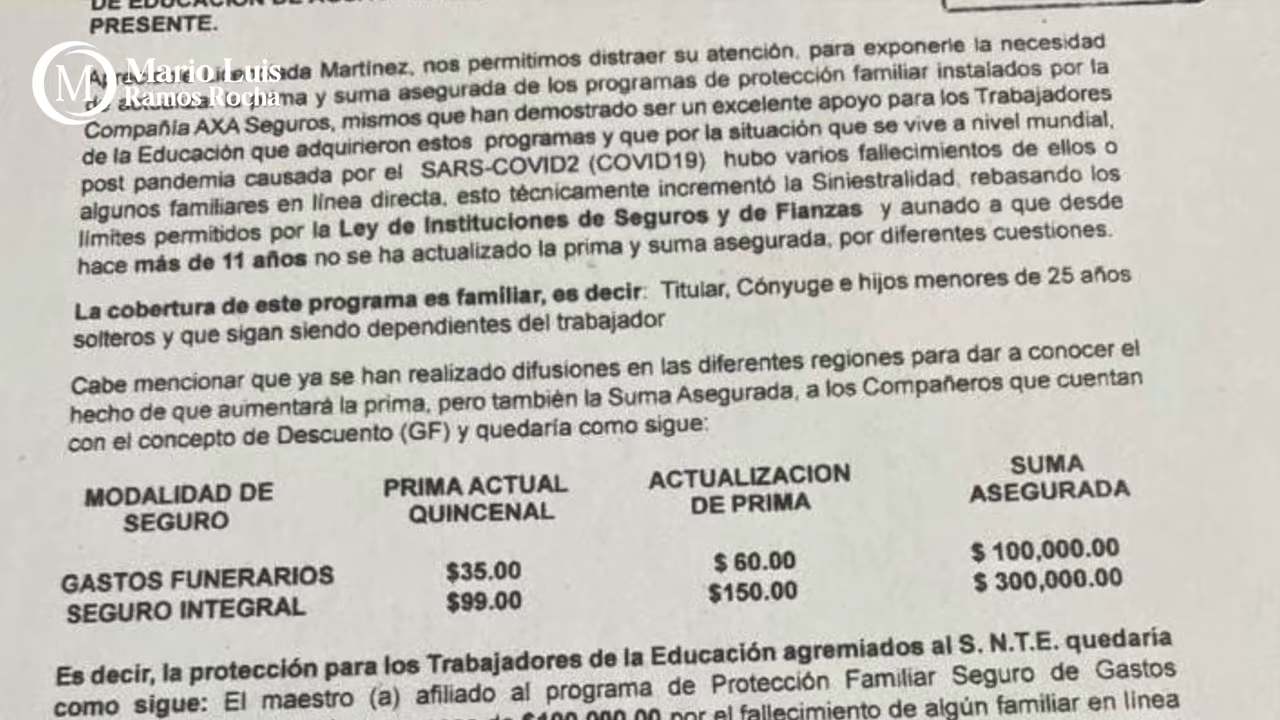 PRESENTE.
Mario Luis
Ramos Rocha
M
Martínez, nos permitimos distraer su atención, para exponerle la necesidad
prima y suma asegurada de los programas de protección familiar instalados por la
Compañía AXA Seguros, mismos que han demostrado ser un excelente apoyo para los Trabajadores
de la Educación que adquirieron estos programas y que por la situación que se vive a nivel mundial,
post pandemia causada por el SARS-COVID2 (COVID19) hubo varios fallecimientos de ellos o
algunos familiares en línea directa, esto técnicamente incrementó la Siniestralidad, rebasando los
límites permitidos por la Ley de Instituciones de Seguros y de Fianzas y aunado a que desde
hace más de 11 años no se ha actualizado la prima y suma asegurada, por diferentes cuestiones.
La cobertura de este programa es familiar, es decir: Titular, Cónyuge e hijos menores de 25 años
solteros y que sigan siendo dependientes del trabajador
Cabe mencionar que ya se han realizado difusiones en las diferentes regiones para dar a conocer el
hecho de que aumentará la prima, pero también la Suma Asegurada, a los Compañeros que cuentan
con el concepto de Descuento (GF) y quedaría como sigue:
MODALIDAD DE SEGURO
PRIMA ACTUAL QUINCENAL
ACTUALIZACION DE PRIMA
SUMA ASEGURADA
GASTOS FUNERARIOS $35.00 $ 60.00 $ 100,000.00
SEGURO INTEGRAL $99.00 $150.00 $ 300,000.00
Es decir, la protección para los Trabajadores de la Educación agremiados al S. N.T.E. quedaría
como sigue: El maestro (a) afiliado al programa de Protección Familiar Seguro de Gastos
$100,000.00 por el fallecimiento de algún familiar en línea